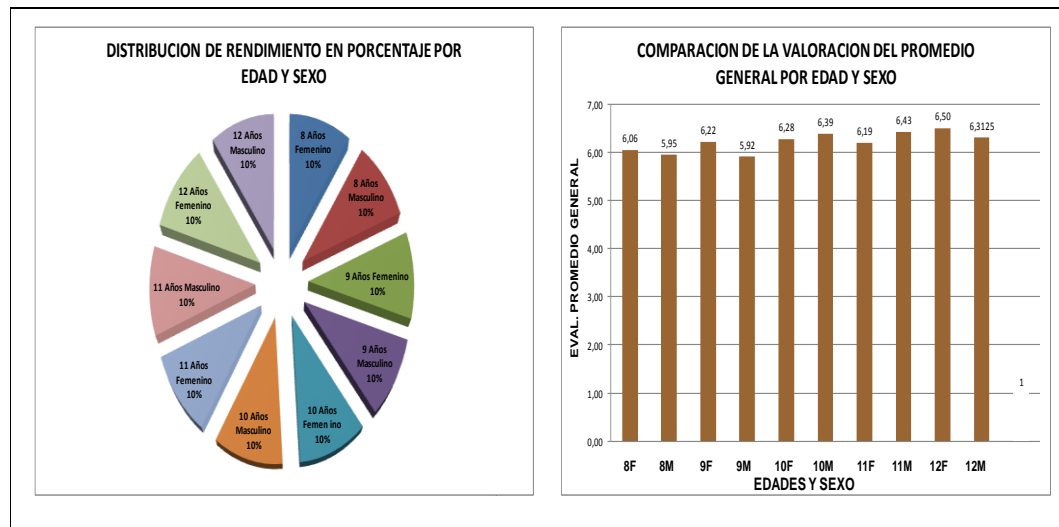 DISTRIBUCION DE RENDIMIENTO EN PORCENTAJE POR
EDAD Y SEXO
8 Años
Femenino
10%
8 Años
Masculino
10%
9 Años Femenino
10%
9 Años
Masculino
10%
10 Años
Femen ino
10%
10 Años
Masculino
10%
11 Años
Femenino
10%
11 Años Masculino
10%
12 Años
Femenino
10%
12 Años
Masculino
10%
COMPARACION DE LA VALORACION DEL PROMEDIO
GENERAL POR EDAD Y SEXO
EVAL. PROMEDIO GENERAL
7,00
6,00
5,00
4,00
3,00
2,00
1,00
0,00
6,06
5,95
6,22
5,92
6,28
6,39
6,19
6,43
6,50
6,3125
1
8F 8M 9F 9M 10F 10M 11F 11M 12F 12M
EDADES Y SEXO